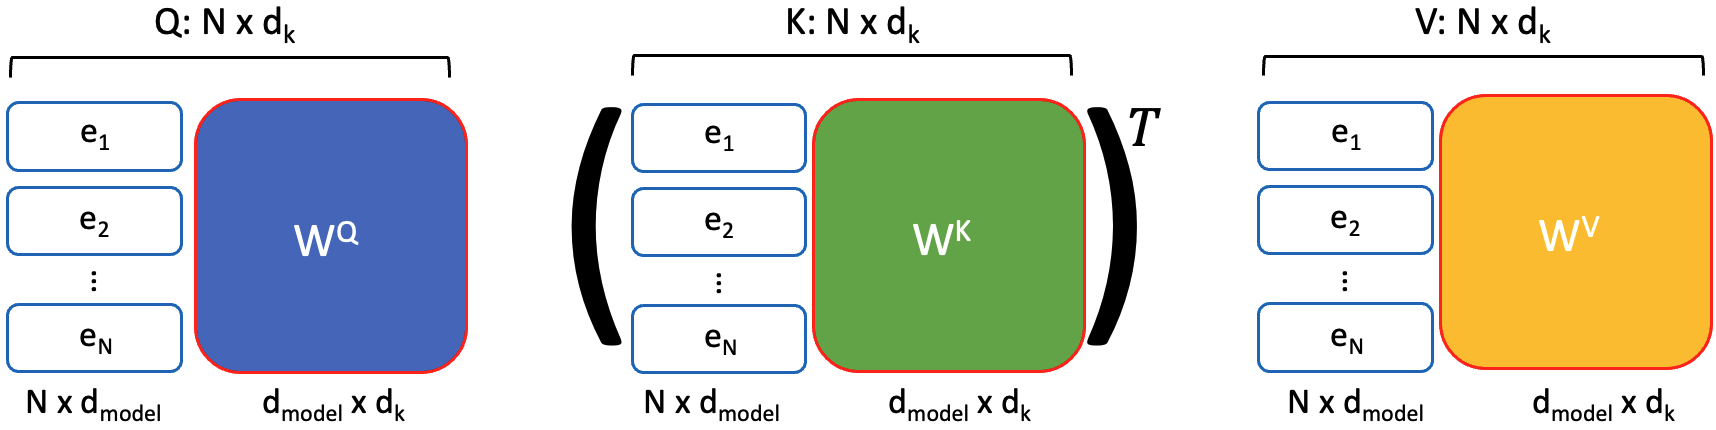 Q: N x dk
K: N x dk
V: N x dk
e1
e2
⋮
eN
WQ
N x dmodel
dmodel x dk
(
e1
e2
⋮
eN
WK
)T
N x dmodel
dmodel x dk
e1
e2
⋮
eN
WV
N x dmodel
dmodel x dk